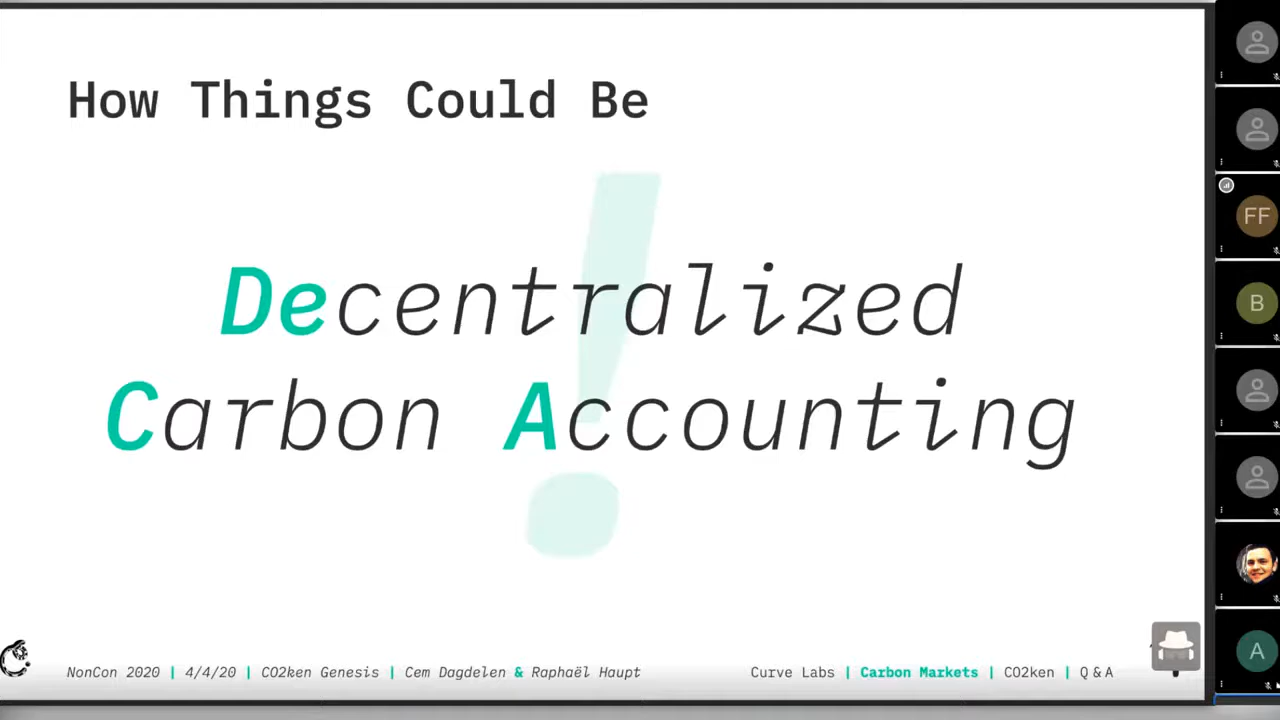 How Things Could Be
Decentralized
Carbon Accounting
!
NonCon 2020 | 4/4/20 | CO2ken Genesis | Cem Dagdelen & Raphaël Haupt
Curve Labs | Carbon Markets | CO2ken | Q & A
FF
B
A